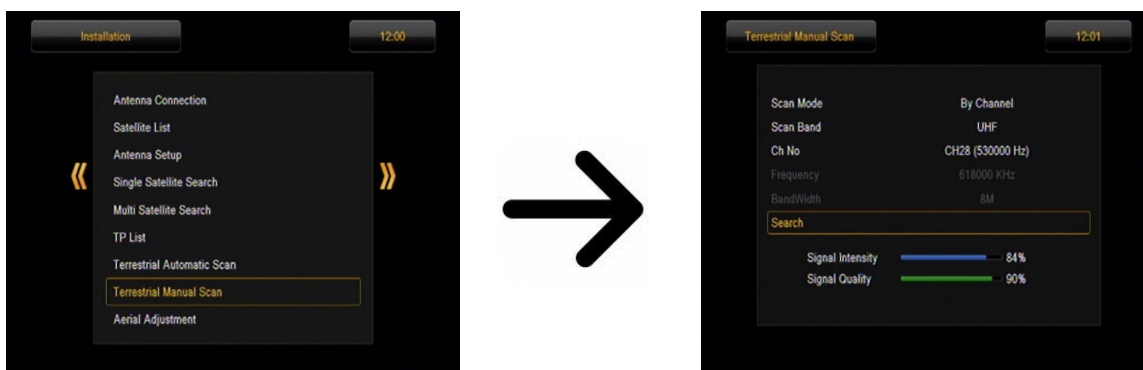 Installation 12:00
Antenna Connection
Satellite List
Antenna Setup
Single Satellite Search
Multi Satellite Search
TP List
Terrestrial Automatic Scan
Terrestrial Manual Scan
Aerial Adjustment
Terrestrial Manual Scan 12:01
Scan Mode By Channel
Scan Band UHF
Ch No CH28 (530000 Hz)
Frequency 618000 KHz
BandWidth 8M
Search
Signal Intensity 84%
Signal Quality 90%